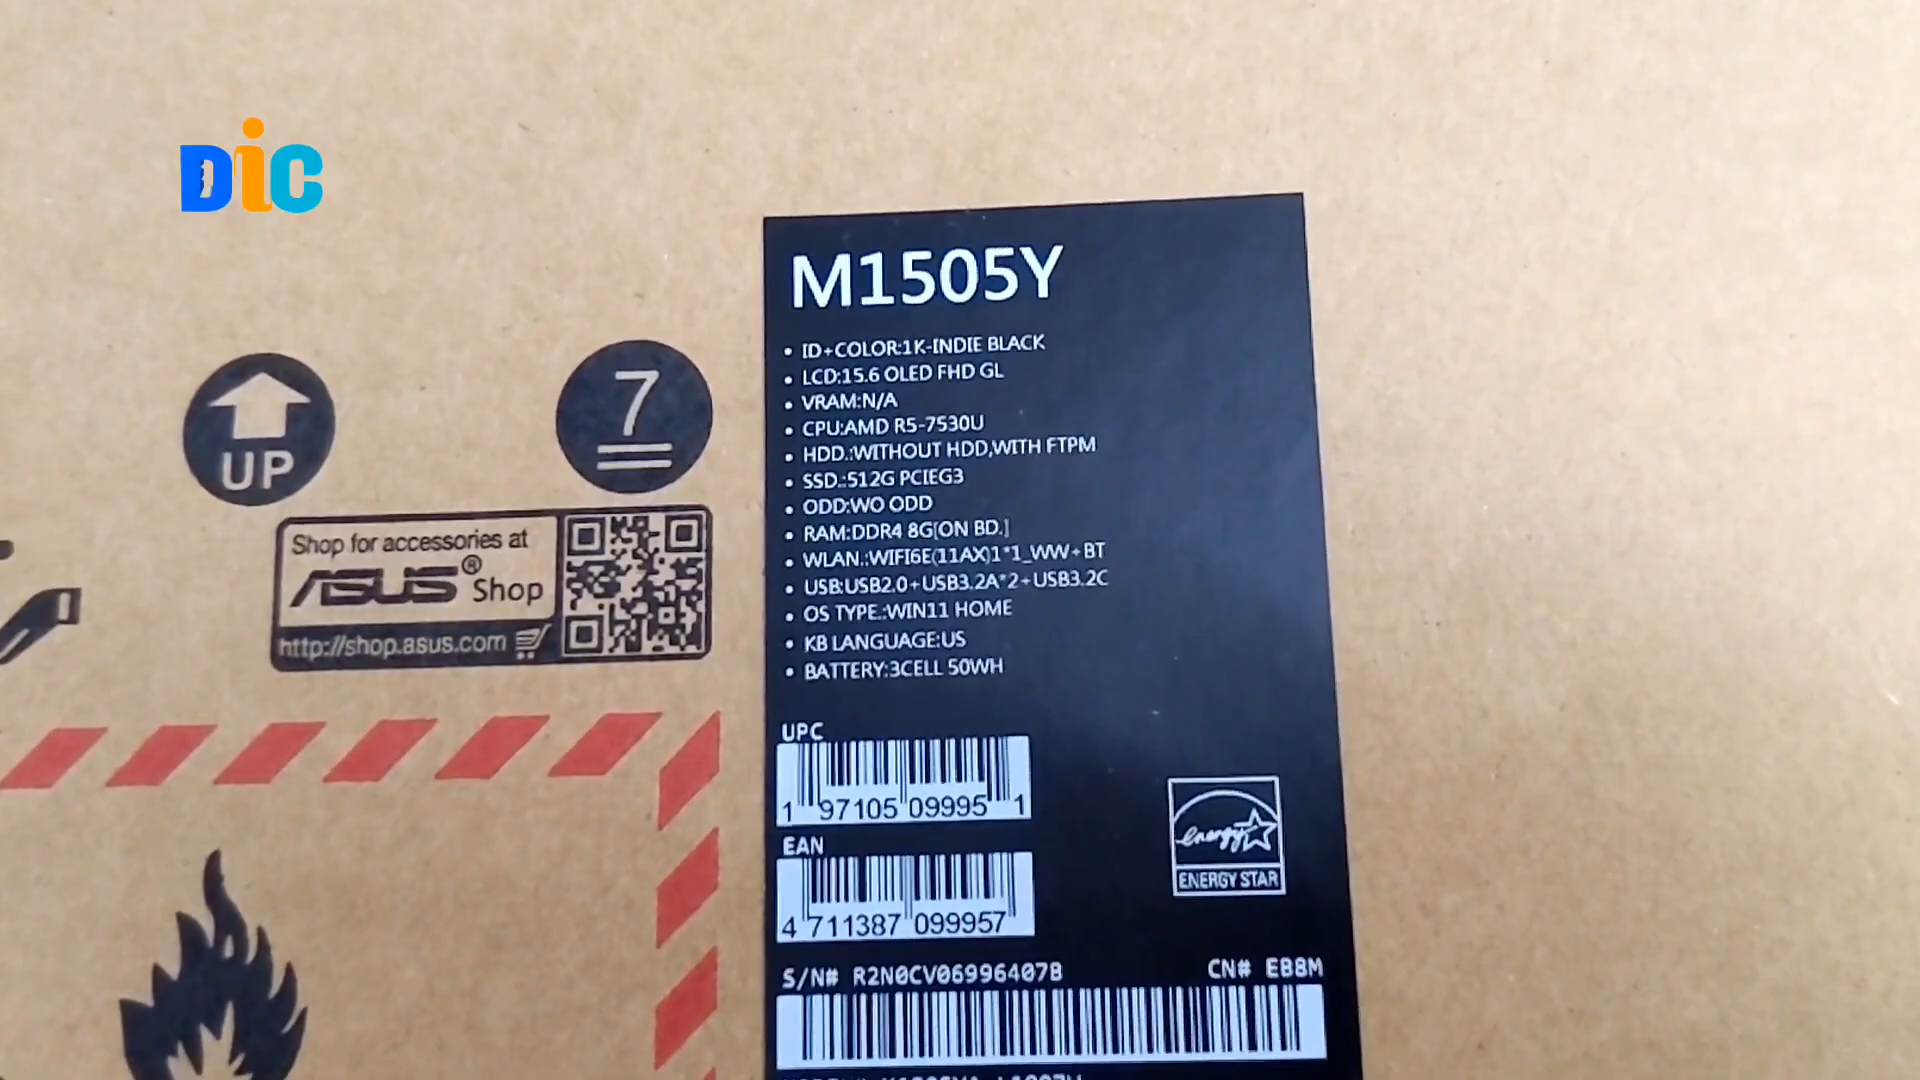 DiC
UP
7
Shop for accessories at
ASUS® Shop
http://shop.asus.com
M1505Y
• ID+COLOR:1K-INDIE BLACK
• LCD:15.6 OLED FHD GL
• VRAM:N/A
• CPU:AMD R5-7530U
• HDD.:WITHOUT HDD,WITH FTPM
• SSD.:512G PCIEG3
• ODD:WO ODD
• RAM:DDR4 8G[ON BD.]
• WLAN.:WIFI6E(11AX)1*1_WW+BT
• USB:USB2.0+USB3.2A*2+USB3.2C
• OS TYPE.:WIN11 HOME
• KB LANGUAGE:US
• BATTERY:3CELL 50WH
UPC
1 97105 09995 1
EAN
4 711387 099957
energy
ENERGY STAR
S/N# R2N0CV06996407B
CN# EB8M